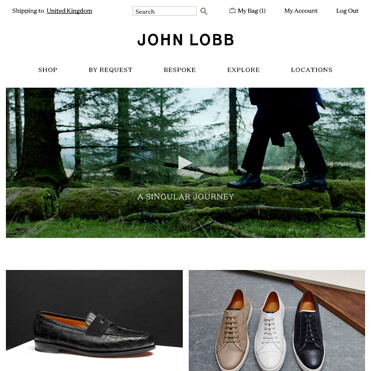 Shipping to United Kingdom
Search
My Bag (1)
My Account
Log Out
JOHN LOBB
SHOP
BY REQUEST
BESPOKE
EXPLORE
LOCATIONS
A SINGULAR JOURNEY